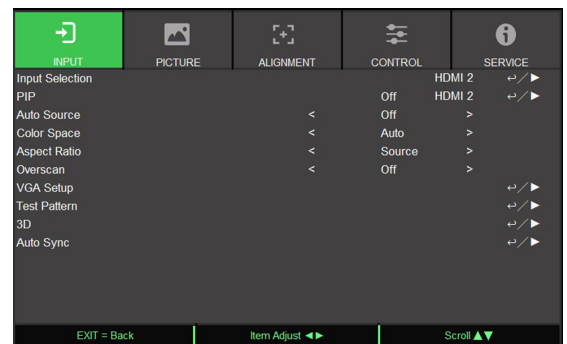 INPUT PICTURE ALIGNMENT CONTROL SERVICE
Input Selection HDMI 2 ↩/►
PIP Off HDMI 2 ↩/►
Auto Source < Off >
Color Space < Auto >
Aspect Ratio < Source >
Overscan < Off >
VGA Setup ↩/►
Test Pattern ↩/►
3D ↩/►
Auto Sync ↩/►
EXIT = Back Item Adjust ◄► Scroll ▲▼